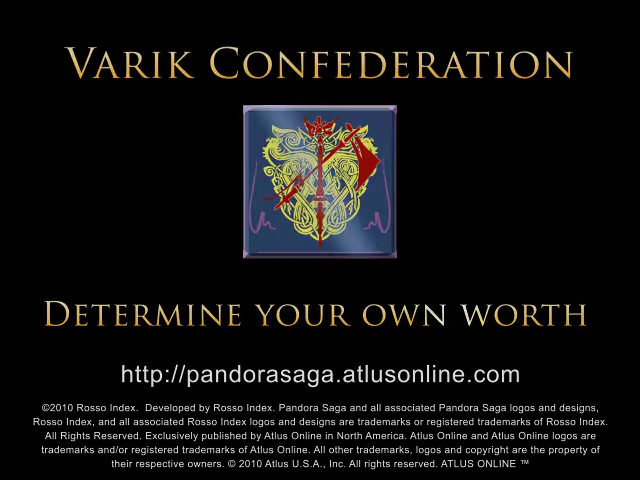 VARIK CONFEDERATION
DETERMINE YOUR OWN WORTH
http://pandorasaga.atlusonline.com
©2010 Rosso Index.  Developed by Rosso Index. Pandora Saga and all associated Pandora Saga logos and designs,
Rosso Index, and all associated Rosso Index logos and designs are trademarks or registered trademarks of Rosso Index.
All Rights Reserved. Exclusively published by Atlus Online in North America. Atlus Online and Atlus Online logos are
trademarks and/or registered trademarks of Atlus Online. All other trademarks, logos and copyright are the property of
their respective owners. © 2010 Atlus U.S.A., Inc. All rights reserved. ATLUS ONLINE ™